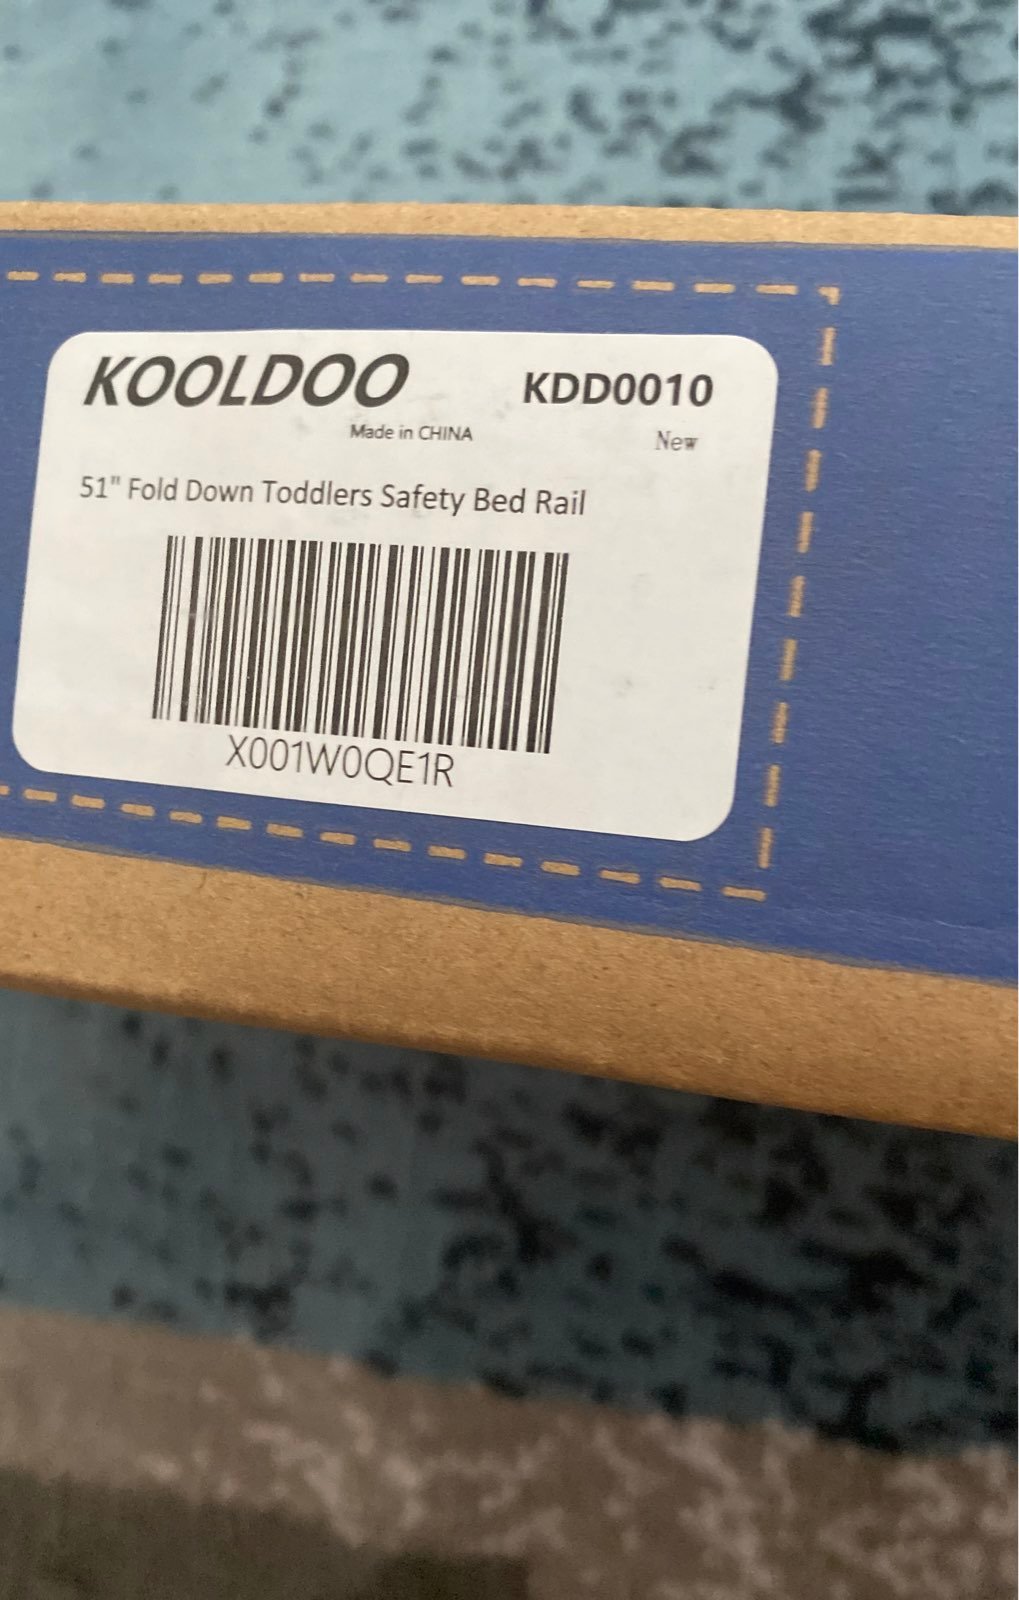 KOOLDOO KDD0010
Made in CHINA New
51" Fold Down Toddlers Safety Bed Rail
X001W0QE1R